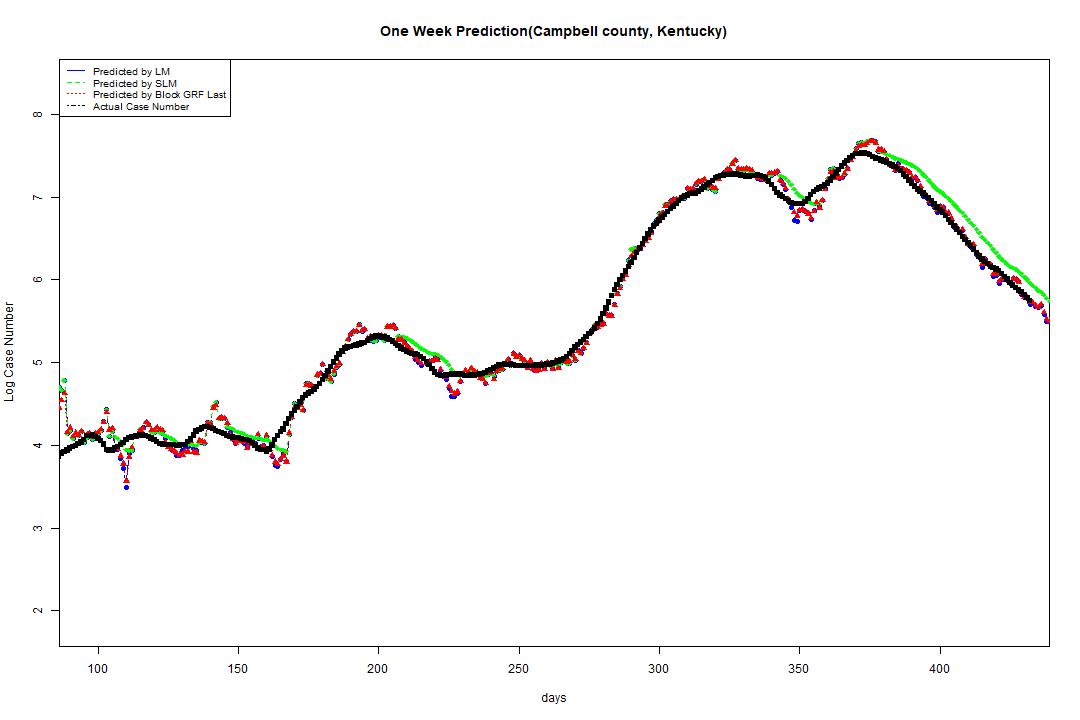 One Week Prediction(Campbell county, Kentucky)
Predicted by LM
Predicted by SLM
Predicted by Block GRF Last
Actual Case Number
8
7
6
5
4
3
2
Log Case Number
100 150 200 250 300 350 400
days